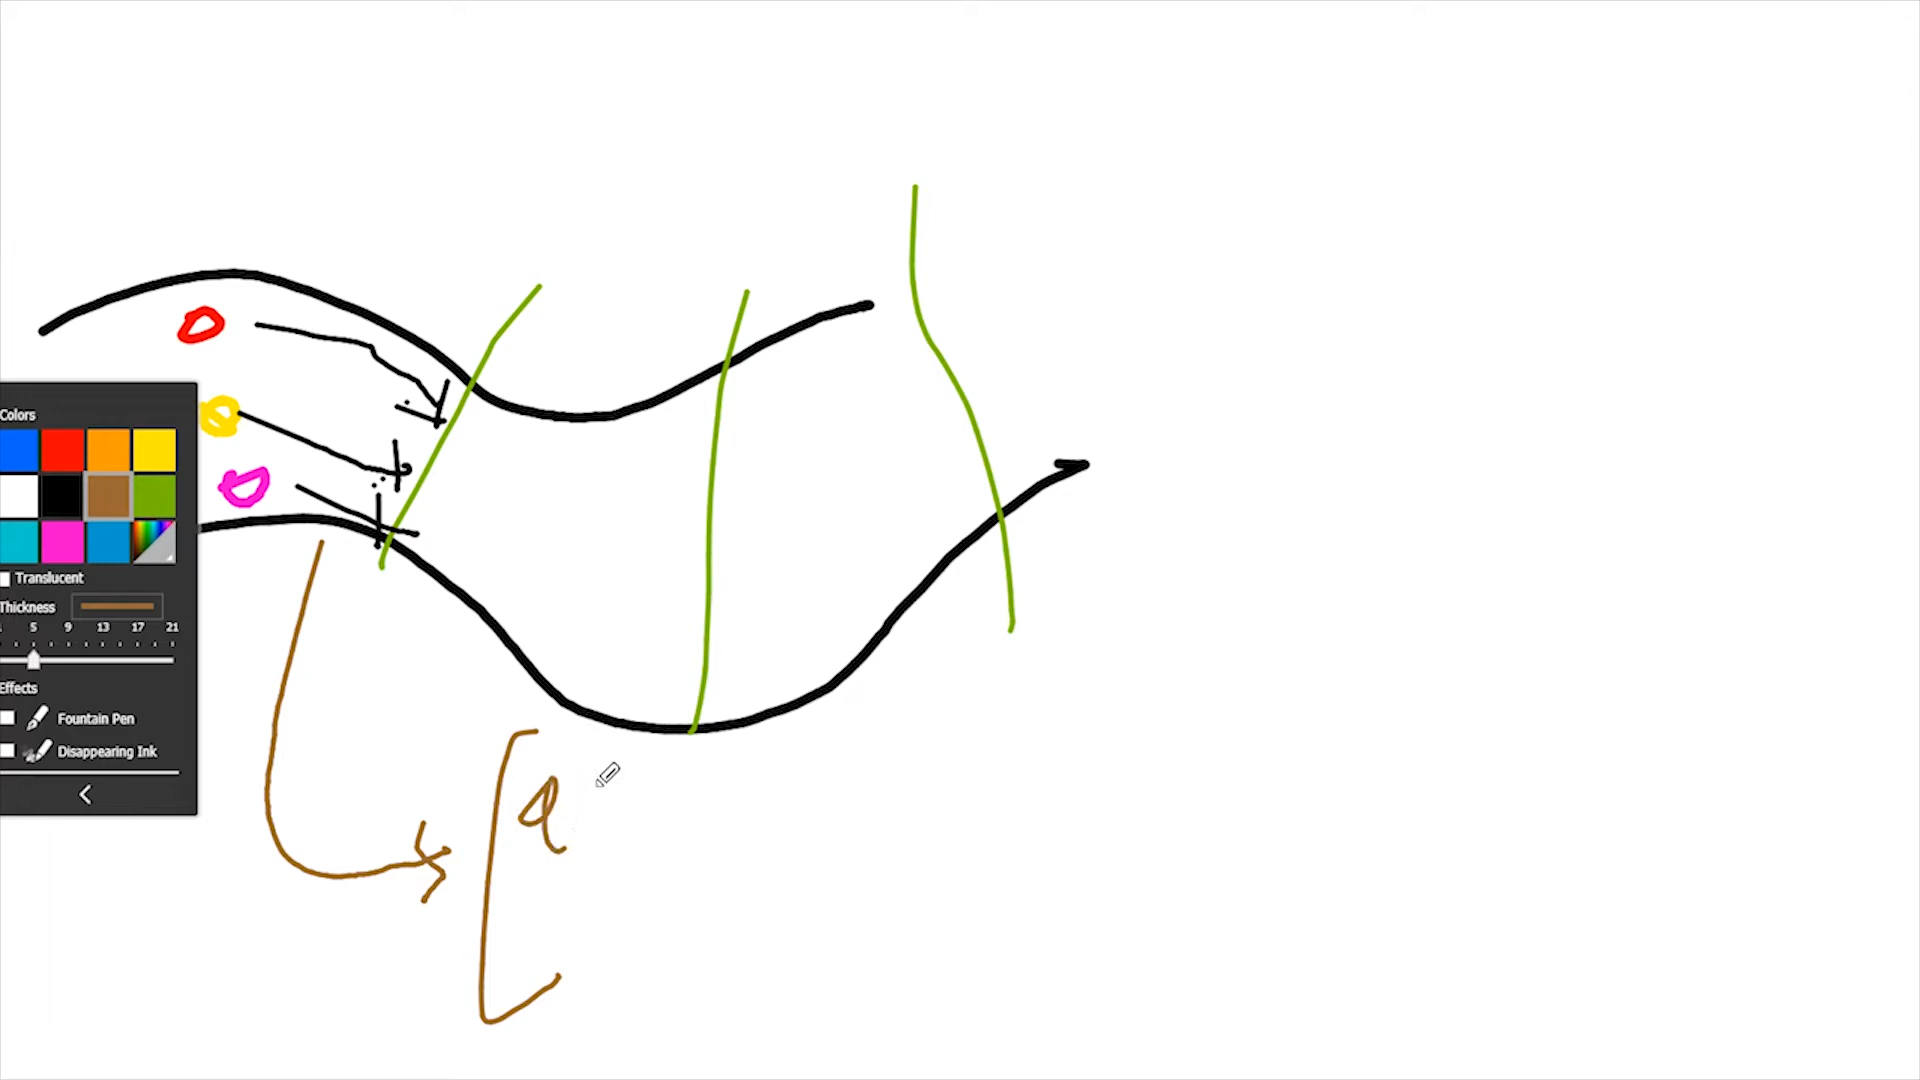 Colors
Translucent
Thickness
5 9 13 17 21
Effects
Fountain Pen
Disappearing Ink
a